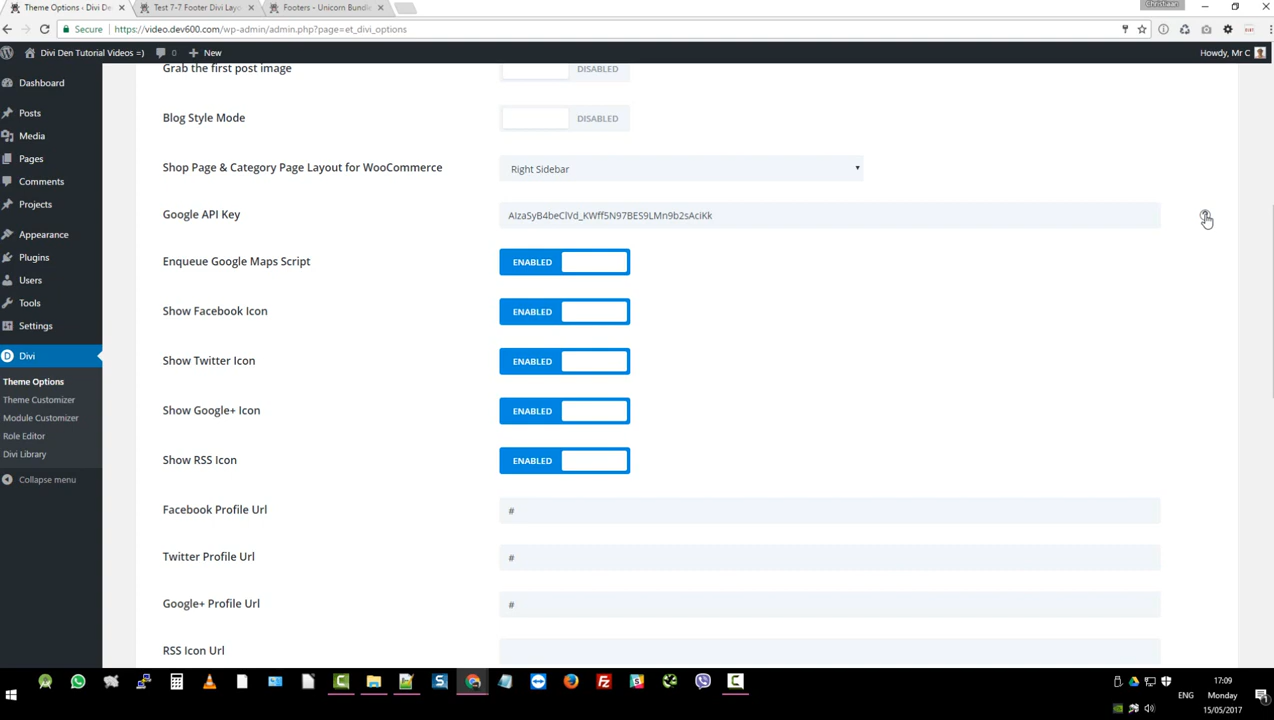 Theme Options - Divi De
Test 7-7 Footer Divi Layo
Footers - Unicorn Bundle
Christiaan
Secure
https://video.dev600.com/wp-admin/admin.php?page=et_divi_options
Divi Den Tutorial Videos =)
0
New
Howdy, Mr C
Dashboard
Posts
Media
Pages
Comments
Projects
Appearance
Plugins
Users
Tools
Settings
Divi
Theme Options
Theme Customizer
Module Customizer
Role Editor
Divi Library
Collapse menu
Grab the first post image
DISABLED
Blog Style Mode
DISABLED
Shop Page & Category Page Layout for WooCommerce
Right Sidebar
Google API Key
AIzaSyB4beClVd_KWff5N97BES9LMn9b2sAciKk
Enqueue Google Maps Script
ENABLED
Show Facebook Icon
ENABLED
Show Twitter Icon
ENABLED
Show Google+ Icon
ENABLED
Show RSS Icon
ENABLED
Facebook Profile Url
#
Twitter Profile Url
#
Google+ Profile Url
#
RSS Icon Url
ENG
17:09
Monday
15/05/2017